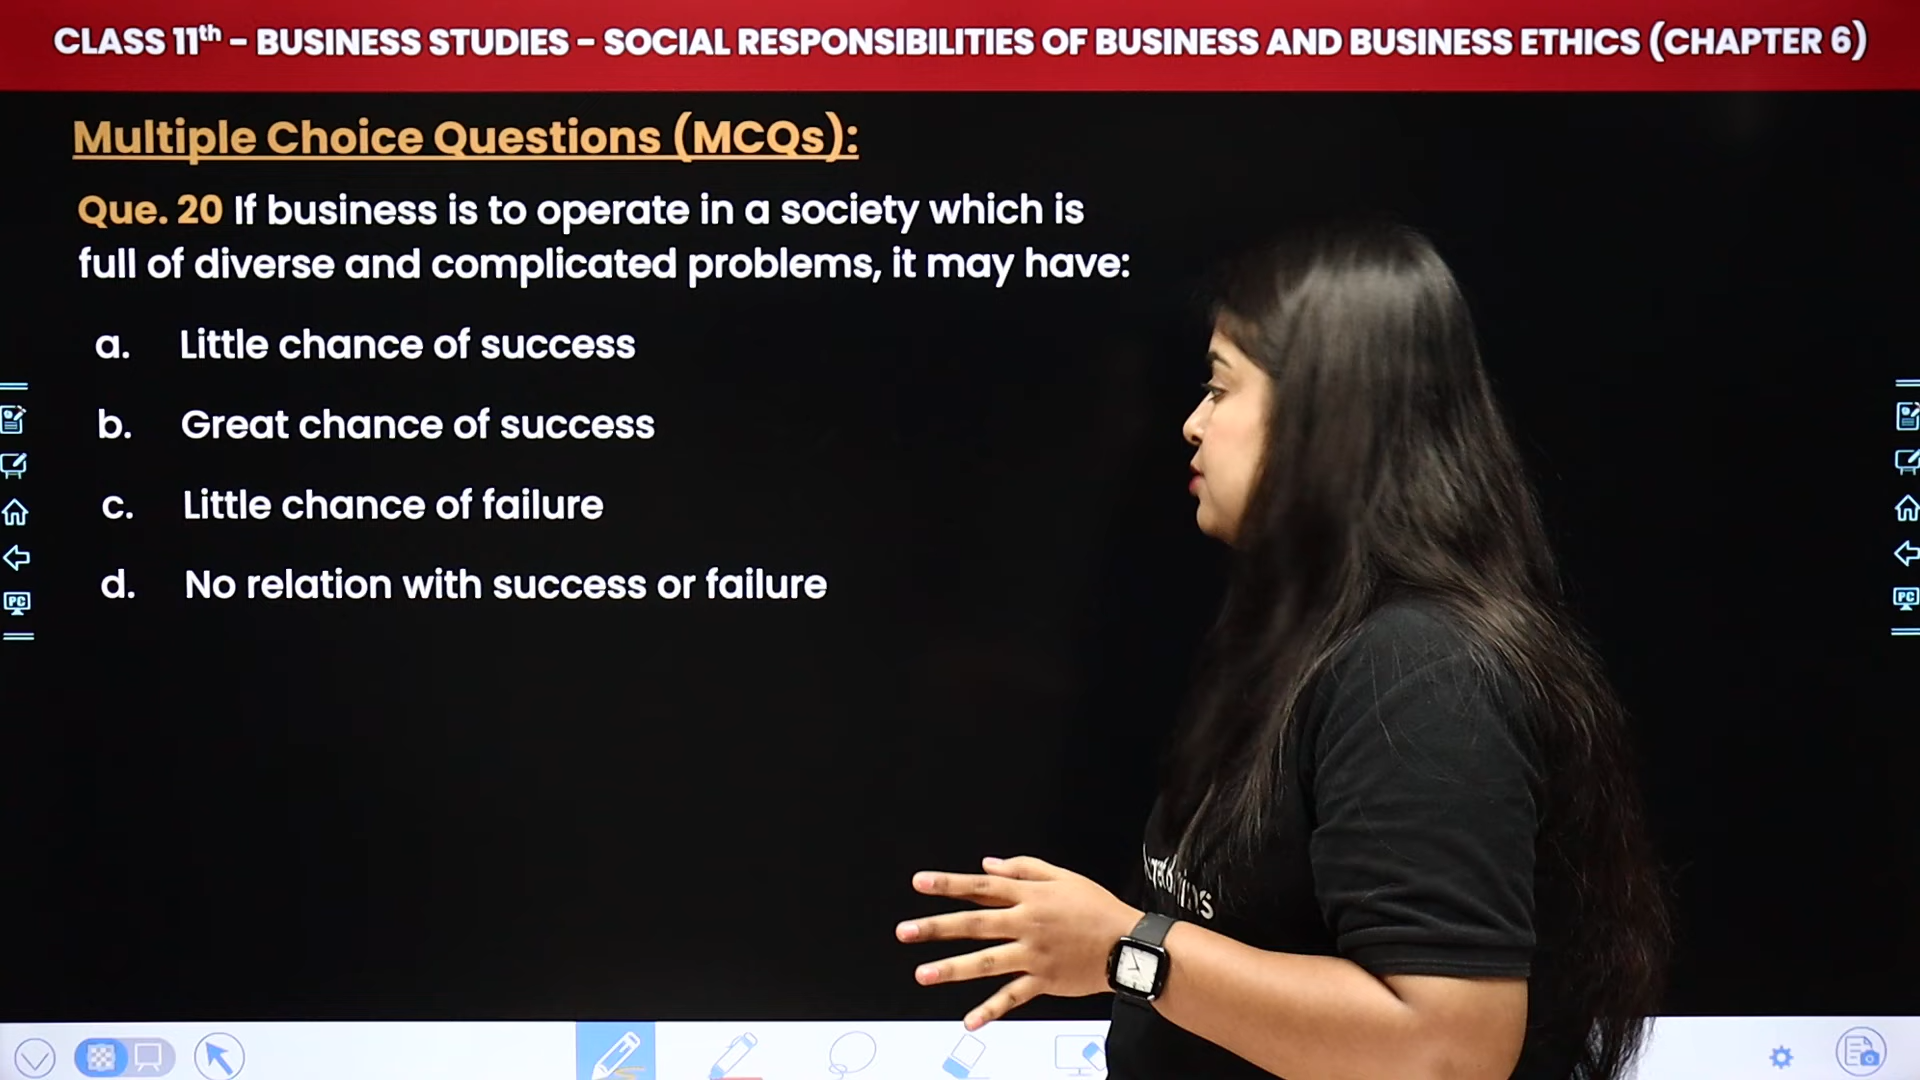 CLASS 11th – BUSINESS STUDIES – SOCIAL RESPONSIBILITIES OF BUSINESS AND BUSINESS ETHICS (CHAPTER 6)
Multiple Choice Questions (MCQs):
Que. 20 If business is to operate in a society which is
full of diverse and complicated problems, it may have:
a. Little chance of success
b. Great chance of success
c. Little chance of failure
d. No relation with success or failure
PC
PC